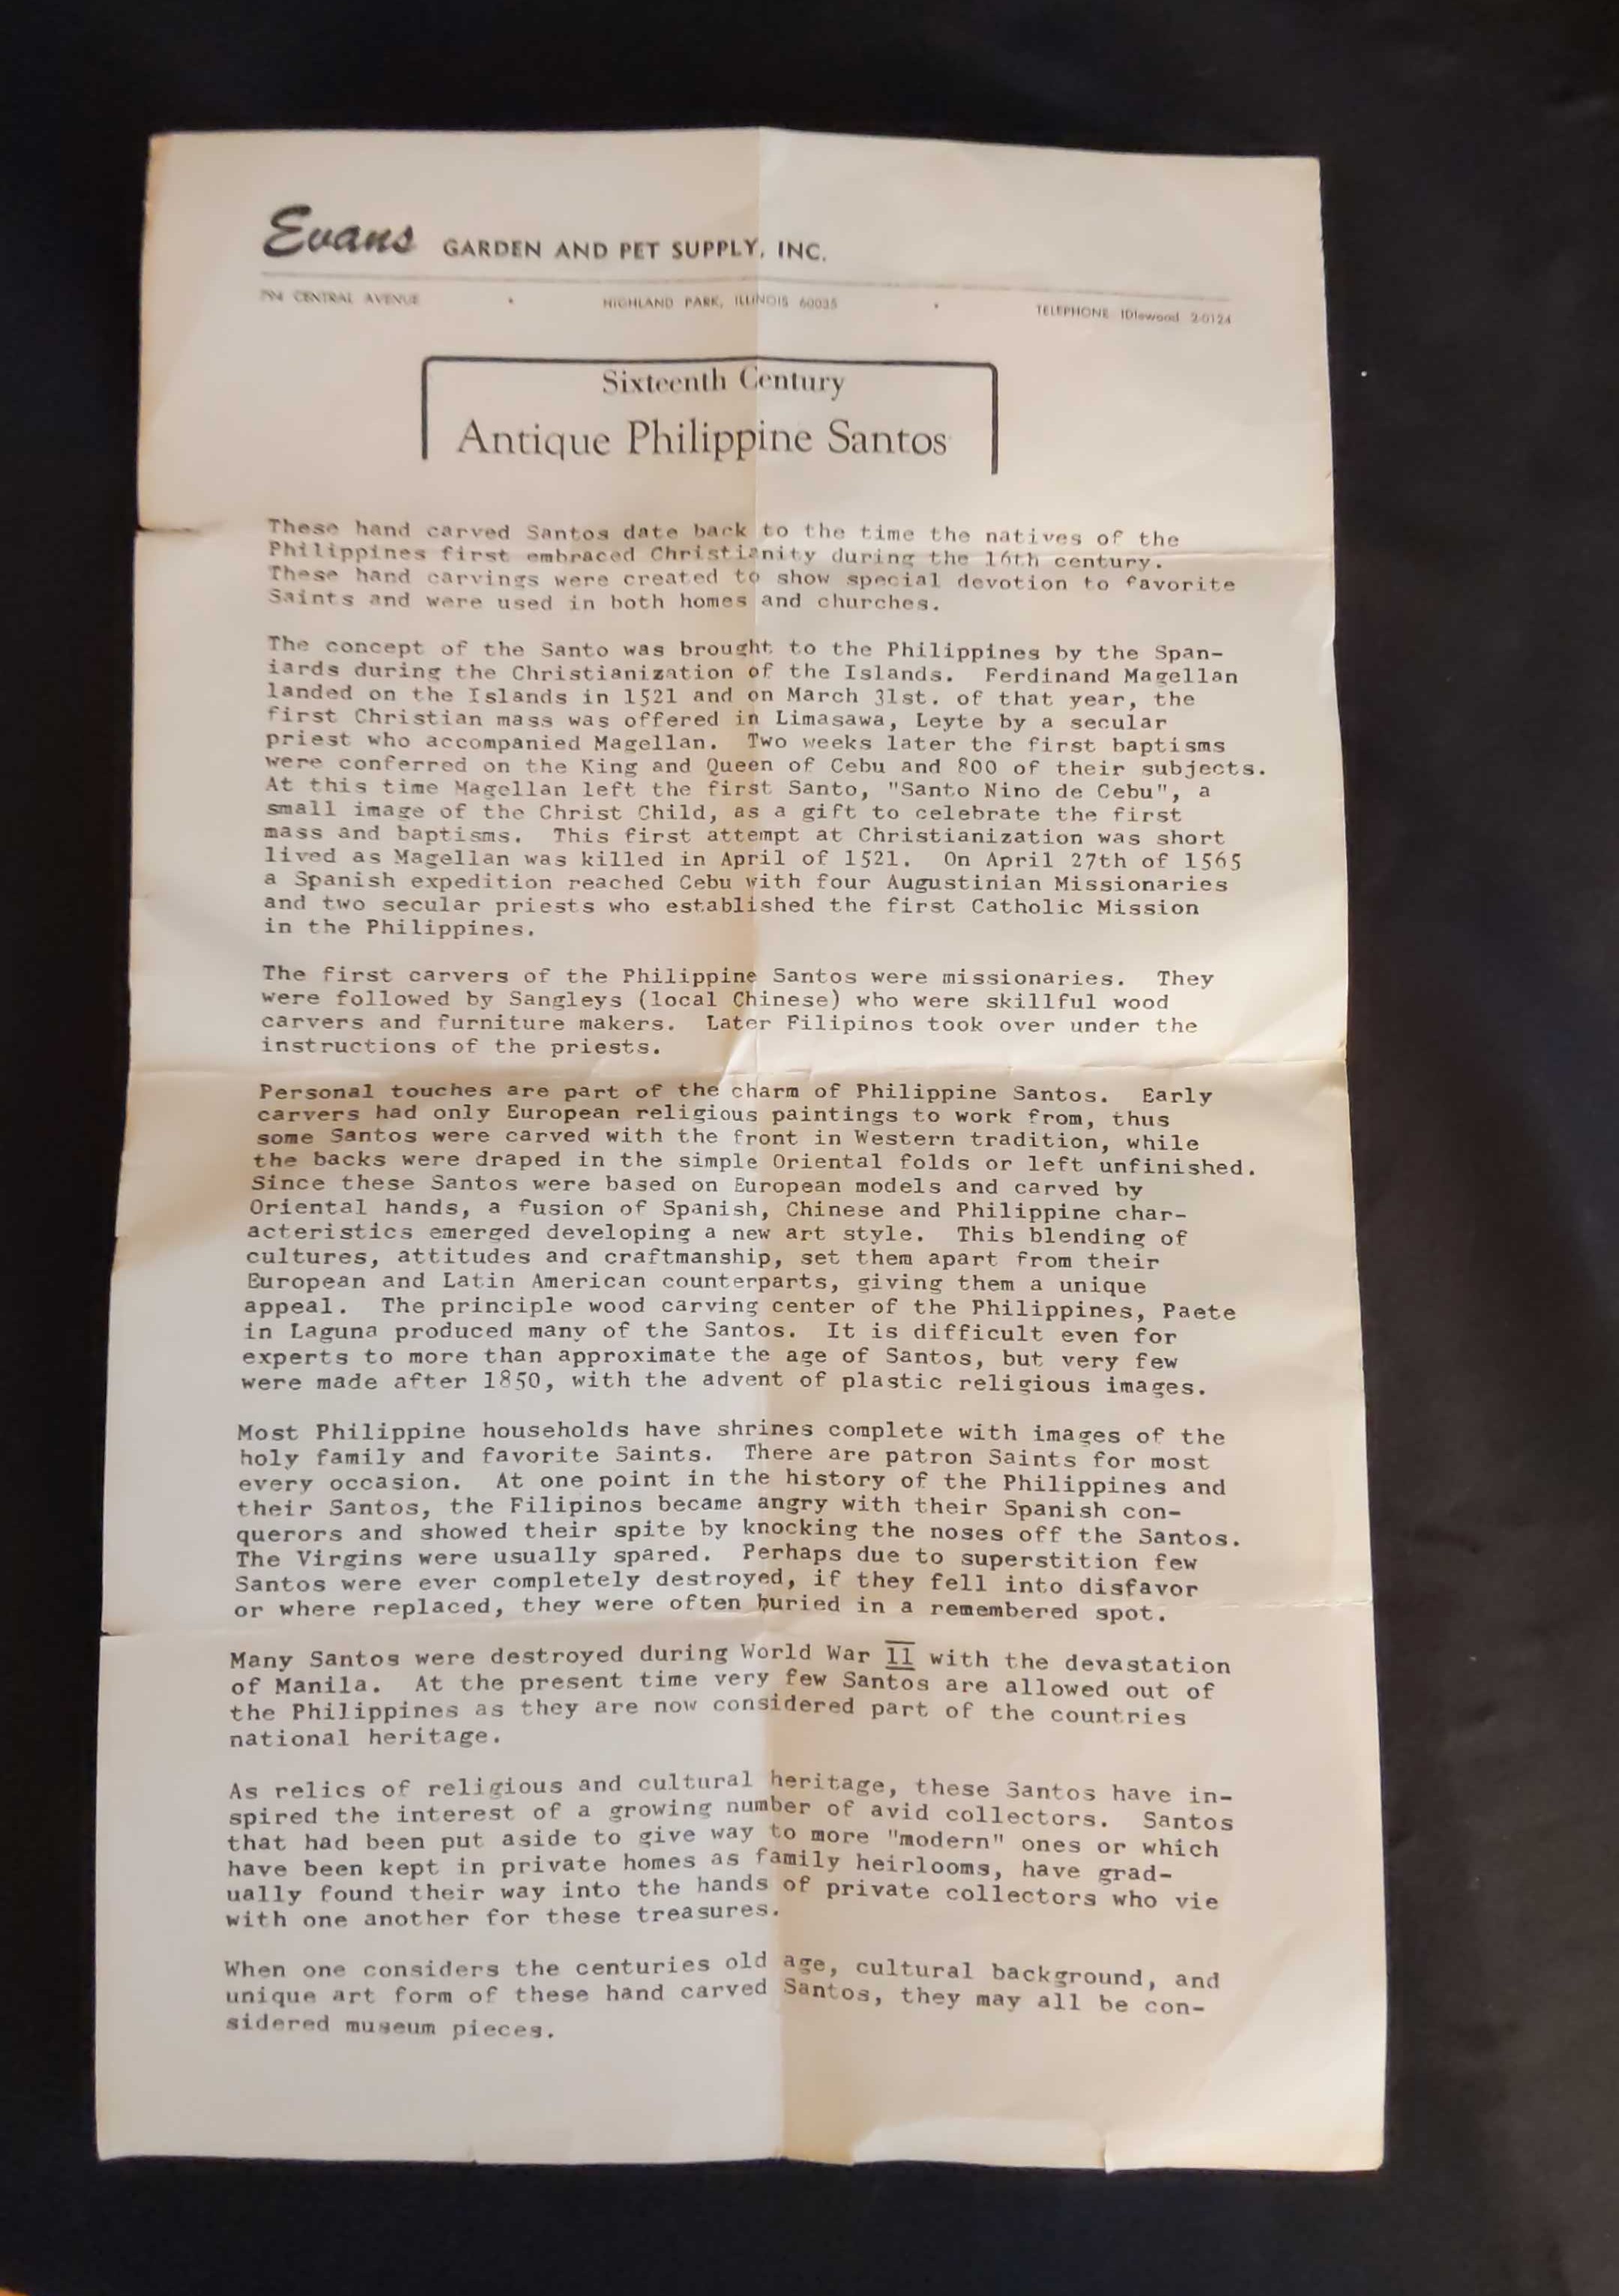 Evans GARDEN AND PET SUPPLY, INC.
794 CENTRAL AVENUE • HIGHLAND PARK, ILLINOIS 60035 • TELEPHONE IDlewood 2-0124
Sixteenth Century
Antique Philippine Santos
These hand carved Santos date back to the time the natives of the
Philippines first embraced Christianity during the 16th century.
These hand carvings were created to show special devotion to favorite
Saints and were used in both homes and churches.
The concept of the Santo was brought to the Philippines by the Span-
iards during the Christianization of the Islands. Ferdinand Magellan
landed on the Islands in 1521 and on March 31st. of that year, the
first Christian mass was offered in Limasawa, Leyte by a secular
priest who accompanied Magellan. Two weeks later the first baptisms
were conferred on the King and Queen of Cebu and 800 of their subjects.
At this time Magellan left the first Santo, "Santo Nino de Cebu", a
small image of the Christ Child, as a gift to celebrate the first
mass and baptisms. This first attempt at Christianization was short
lived as Magellan was killed in April of 1521. On April 27th of 1565
a Spanish expedition reached Cebu with four Augustinian Missionaries
and two secular priests who established the first Catholic Mission
in the Philippines.
The first carvers of the Philippine Santos were missionaries. They
were followed by Sangleys (local Chinese) who were skillful wood
carvers and furniture makers. Later Filipinos took over under the
instructions of the priests.
Personal touches are part of the charm of Philippine Santos. Early
carvers had only European religious paintings to work from, thus
some Santos were carved with the front in Western tradition, while
the backs were draped in the simple Oriental folds or left unfinished.
Since these Santos were based on European models and carved by
Oriental hands, a fusion of Spanish, Chinese and Philippine char-
acteristics emerged developing a new art style. This blending of
cultures, attitudes and craftmanship, set them apart from their
European and Latin American counterparts, giving them a unique
appeal. The principle wood carving center of the Philippines, Paete
in Laguna produced many of the Santos. It is difficult even for
experts to more than approximate the age of Santos, but very few
were made after 1850, with the advent of plastic religious images.
Most Philippine households have shrines complete with images of the
holy family and favorite Saints. There are patron Saints for most
every occasion. At one point in the history of the Philippines and
their Santos, the Filipinos became angry with their Spanish con-
querors and showed their spite by knocking the noses off the Santos.
The Virgins were usually spared. Perhaps due to superstition few
Santos were ever completely destroyed, if they fell into disfavor
or where replaced, they were often buried in a remembered spot.
Many Santos were destroyed during World War 11 with the devastation
of Manila. At the present time very few Santos are allowed out of
the Philippines as they are now considered part of the countries
national heritage.
As relics of religious and cultural heritage, these Santos have in-
spired the interest of a growing number of avid collectors. Santos
that had been put aside to give way to more "modern" ones or which
have been kept in private homes as family heirlooms, have grad-
ually found their way into the hands of private collectors who vie
with one another for these treasures.
When one considers the centuries old age, cultural background, and
unique art form of these hand carved Santos, they may all be con-
sidered museum pieces.